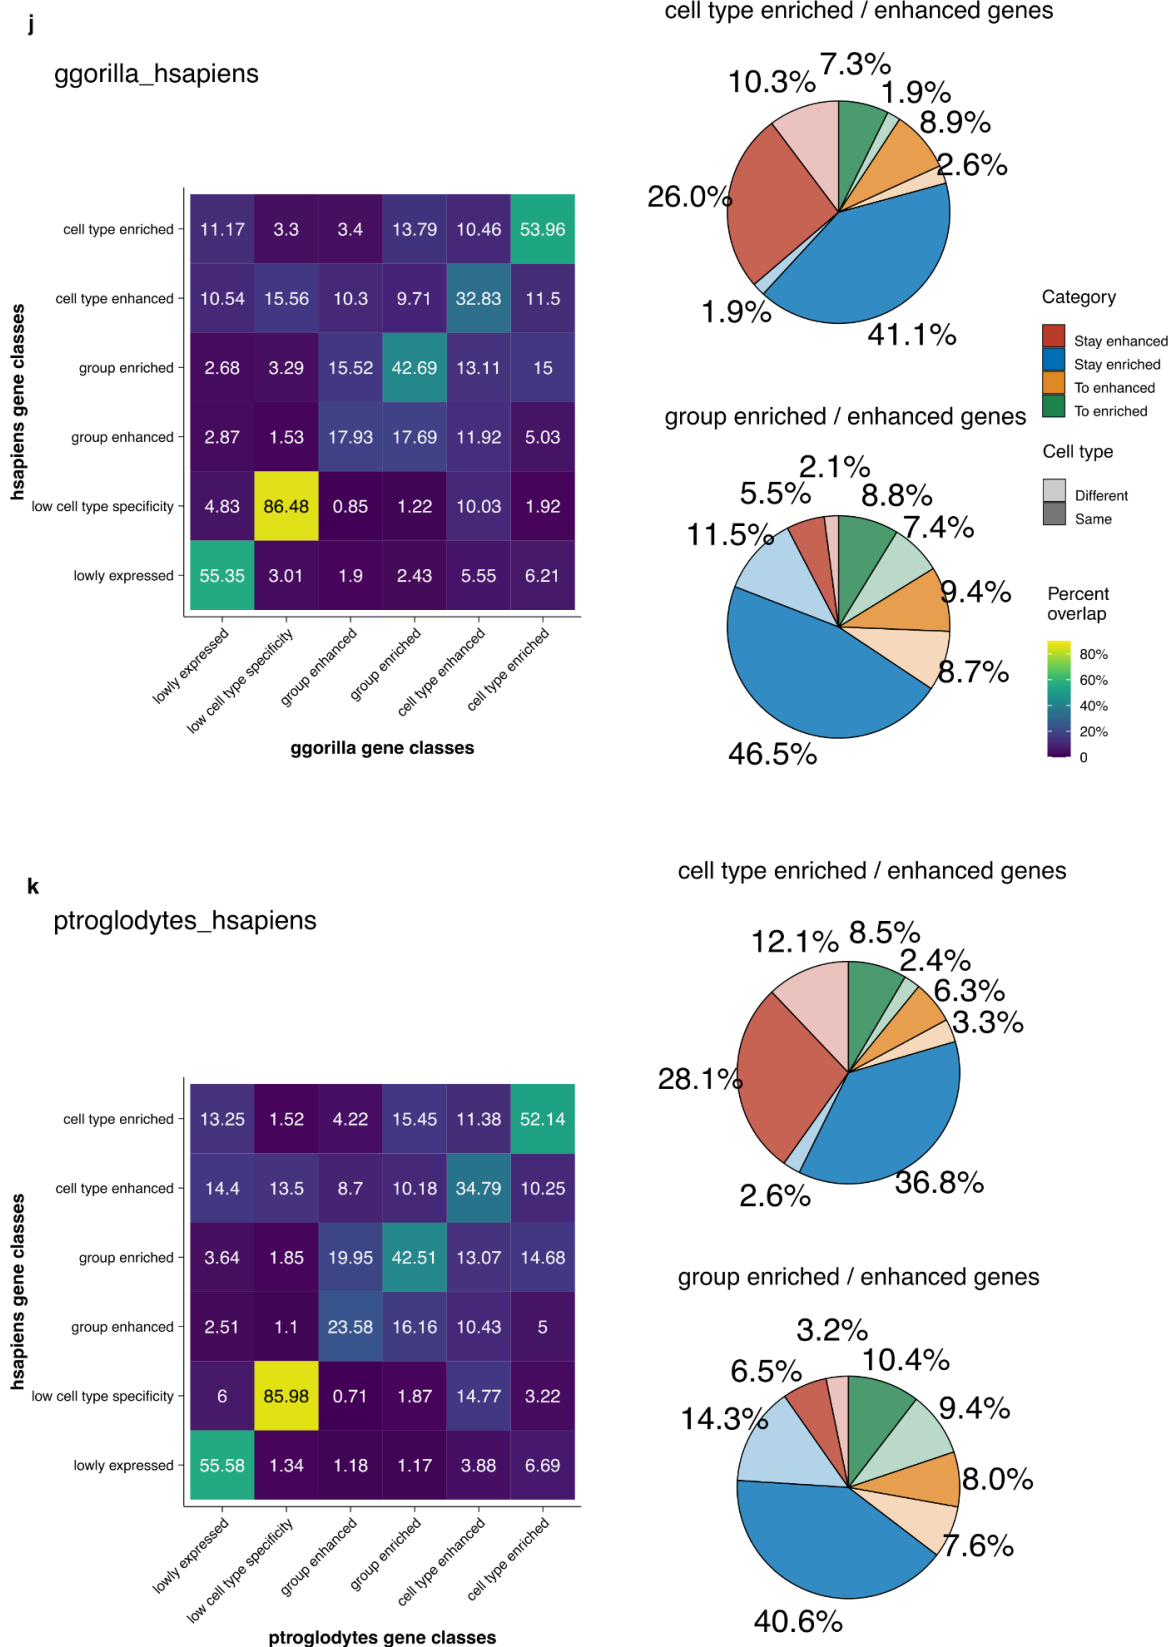 j
ggorilla_hsapiens
cell type enriched / enhanced genes
10.3%
7.3%
1.9%
8.9%
2.6%
26.0%
1.9%
41.1%
hsapiens gene classes
cell type enriched
11.17 3.3 3.4 13.79 10.46 53.96
cell type enhanced
10.54 15.56 10.3 9.71 32.83 11.5
group enriched
2.68 3.29 15.52 42.69 13.11 15
group enhanced
2.87 1.53 17.93 17.69 11.92 5.03
low cell type specificity
4.83 86.48 0.85 1.22 10.03 1.92
lowly expressed
55.35 3.01 1.9 2.43 5.55 6.21
lowly expressed
low cell type specificity
group enhanced
group enriched
cell type enhanced
cell type enriched
ggorilla gene classes
Category
Stay enhanced
Stay enriched
To enhanced
To enriched
Cell type
Different
Same
Percent
overlap
80%
60%
40%
20%
0
group enriched / enhanced genes
2.1%
5.5%
8.8%
11.5%
7.4%
9.4%
8.7%
46.5%
k
ptroglodytes_hsapiens
cell type enriched / enhanced genes
12.1%
8.5%
2.4%
6.3%
3.3%
28.1%
2.6%
36.8%
hsapiens gene classes
cell type enriched
13.25 1.52 4.22 15.45 11.38 52.14
cell type enhanced
14.4 13.5 8.7 10.18 34.79 10.25
group enriched
3.64 1.85 19.95 42.51 13.07 14.68
group enhanced
2.51 1.1 23.58 16.16 10.43 5
low cell type specificity
6 85.98 0.71 1.87 14.77 3.22
lowly expressed
55.58 1.34 1.18 1.17 3.88 6.69
lowly expressed
low cell type specificity
group enhanced
group enriched
cell type enhanced
cell type enriched
ptroglodytes gene classes
group enriched / enhanced genes
3.2%
6.5%
10.4%
14.3%
9.4%
8.0%
7.6%
40.6%